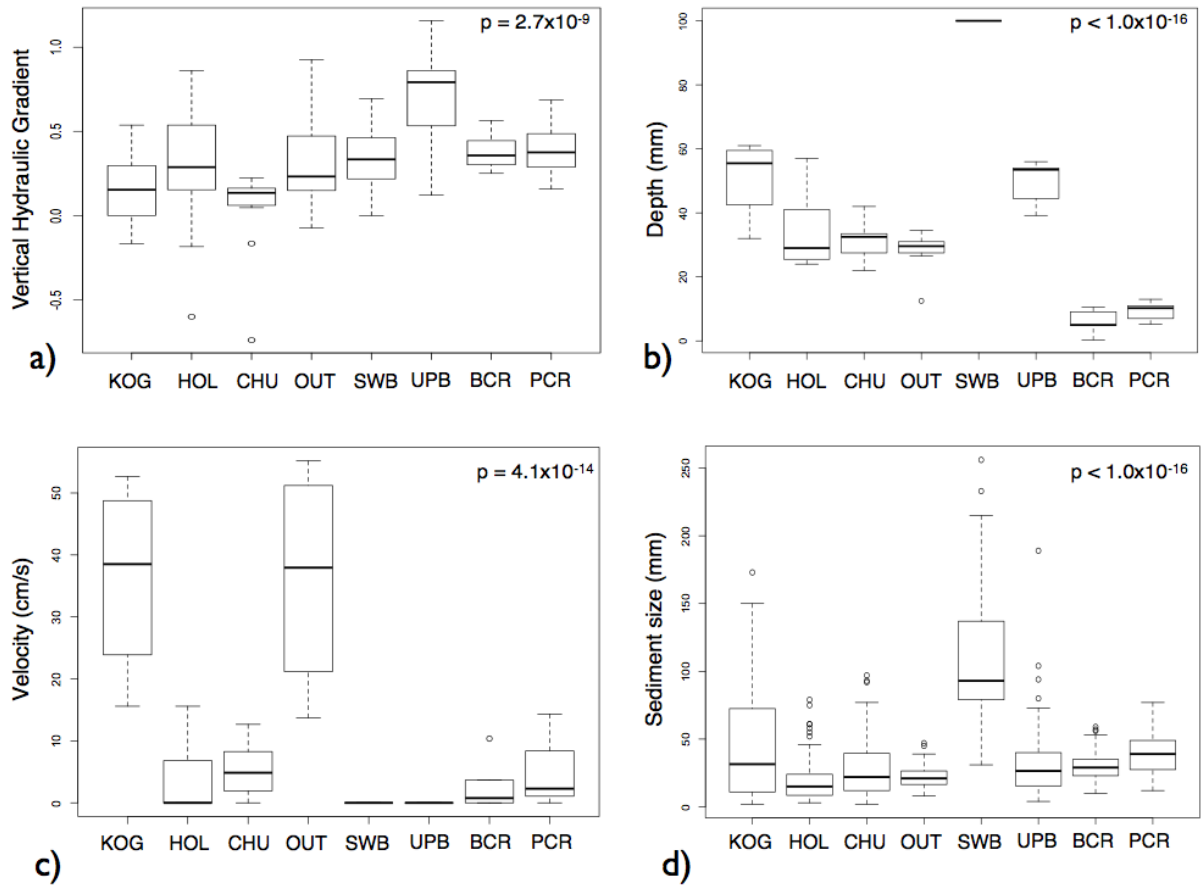 p = 2.7x10-9
Vertical Hydraulic Gradient
1.0
0.5
0.0
-0.5
a)
KOG HOL CHU OUT SWB UPB BCR PCR
p < 1.0x10-16
Depth (mm)
100
80
60
40
20
0
b)
KOG HOL CHU OUT SWB UPB BCR PCR
p = 4.1x10-14
Velocity (cm/s)
50
40
30
20
10
0
c)
KOG HOL CHU OUT SWB UPB BCR PCR
p < 1.0x10-16
Sediment size (mm)
250
200
150
100
50
0
d)
KOG HOL CHU OUT SWB UPB BCR PCR